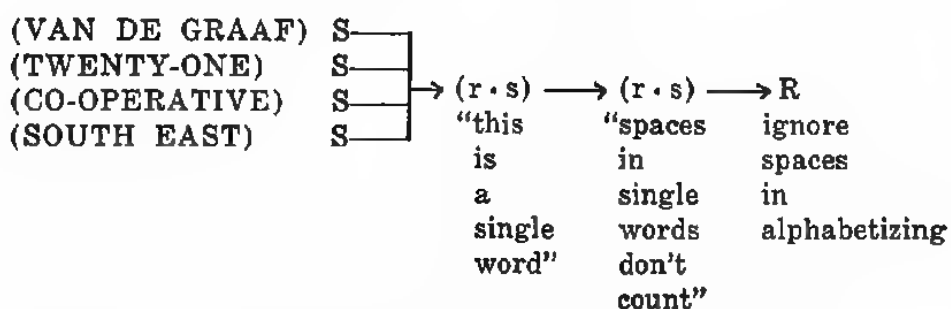 (VAN DE GRAAF) S
(TWENTY-ONE) S
(CO-OPERATIVE) S
(SOUTH EAST) S
(r · s) → (r · s) → R
"this "spaces ignore
is in spaces
a single in
single words alphabetizing
word" don't
count"